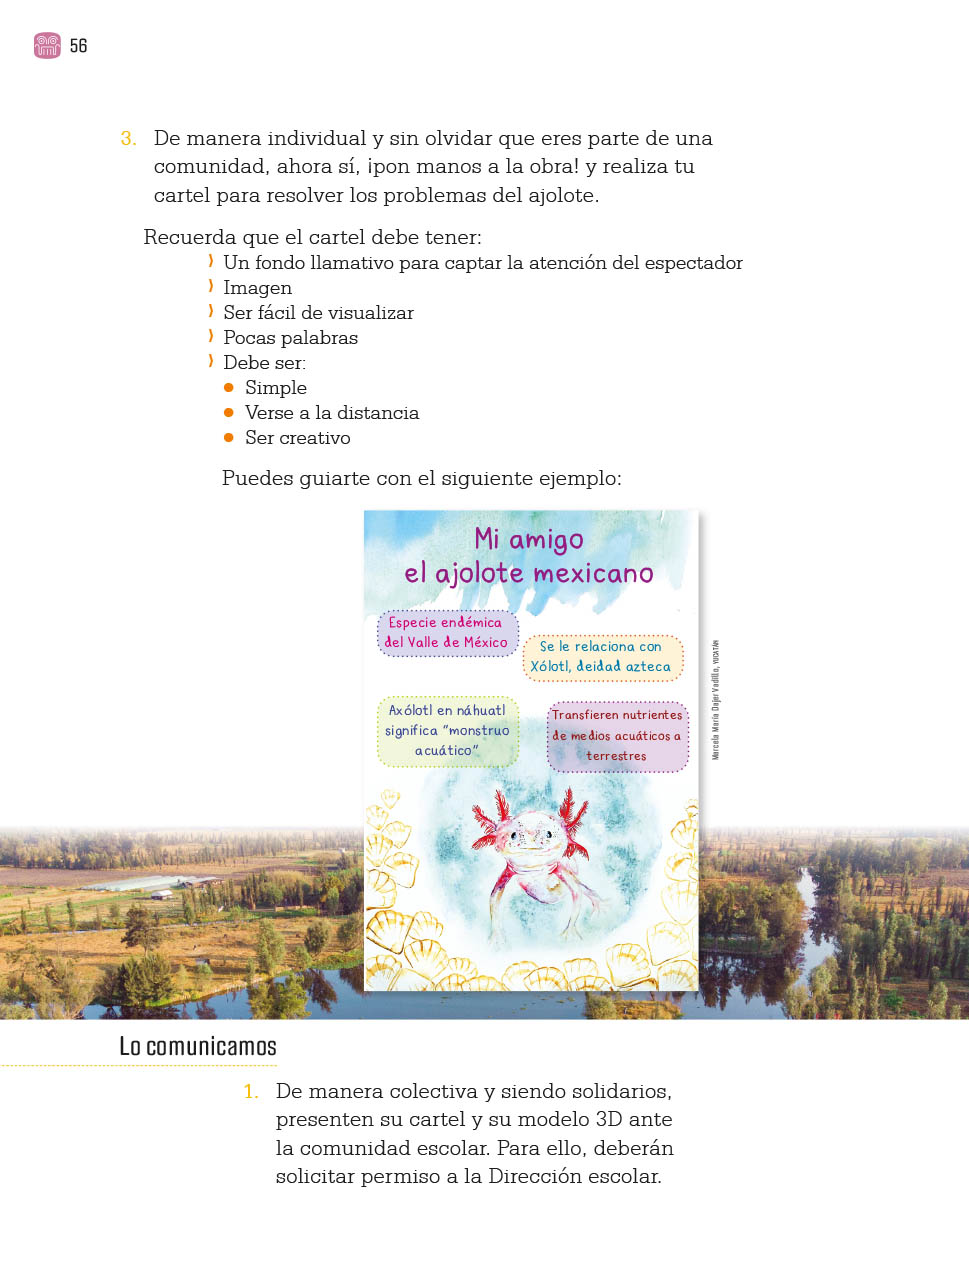 56
3. De manera individual y sin olvidar que eres parte de una
comunidad, ahora sí, ¡pon manos a la obra! y realiza tu
cartel para resolver los problemas del ajolote.
Recuerda que el cartel debe tener:
Un fondo llamativo para captar la atención del espectador
Imagen
Ser fácil de visualizar
Pocas palabras
Debe ser:
Simple
Verse a la distancia
Ser creativo
Puedes guiarte con el siguiente ejemplo:
Mi amigo
el ajolote mexicano
Especie endémica
del Valle de México
Se le relaciona con
Xólotl, deidad azteca
Axólotl en náhuatl
significa "monstruo
acuático"
Transfieren nutrientes
de medios acuáticos a
terrestres
Marcela María Dajer Vadillo, YUCATÁN
Lo comunicamos
1. De manera colectiva y siendo solidarios,
presenten su cartel y su modelo 3D ante
la comunidad escolar. Para ello, deberán
solicitar permiso a la Dirección escolar.